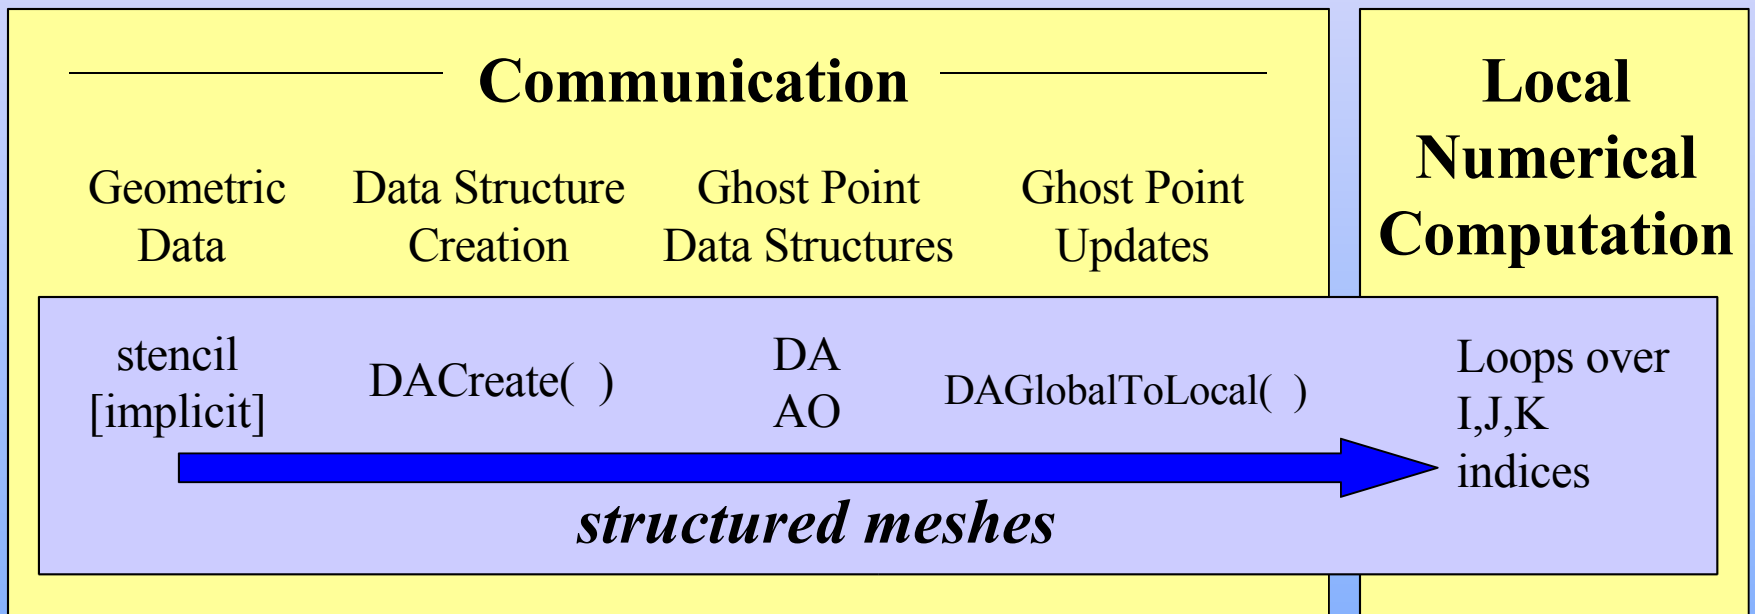 Communication
Geometric
Data
Data Structure
Creation
Ghost Point
Data Structures
Ghost Point
Updates
Local
Numerical
Computation
stencil
[implicit]
DACreate(  )
DA
AO
DAGlobalToLocal(  )
Loops over
I,J,K
indices
structured meshes